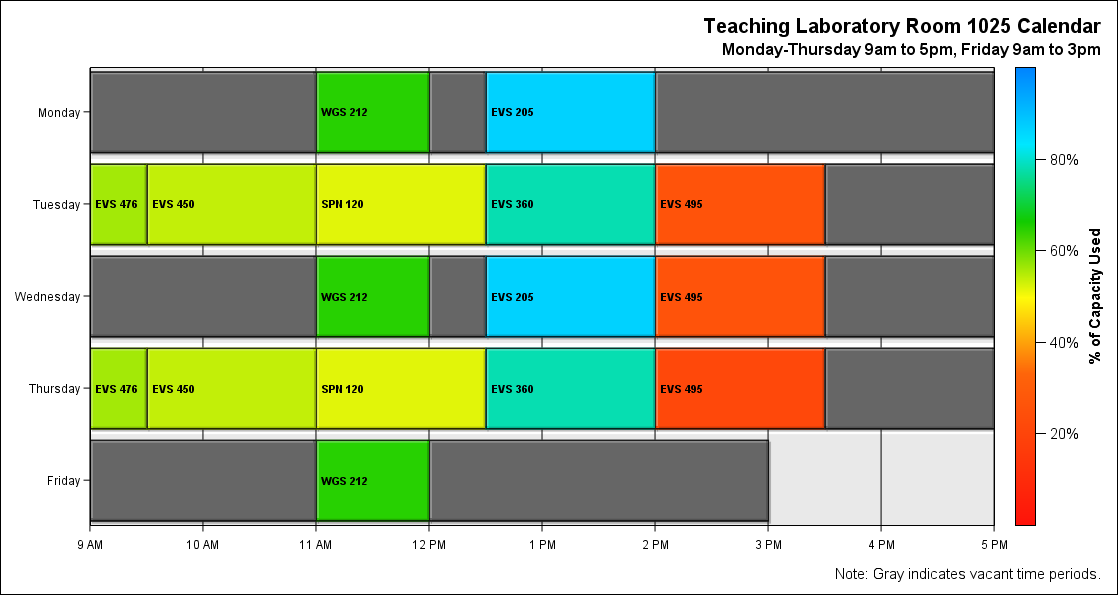 Teaching Laboratory Room 1025 Calendar
Monday-Thursday 9am to 5pm, Friday 9am to 3pm
Monday
WGS 212
EVS 205
Tuesday
EVS 476
EVS 450
SPN 120
EVS 360
EVS 495
Wednesday
WGS 212
EVS 205
EVS 495
Thursday
EVS 476
EVS 450
SPN 120
EVS 360
EVS 495
Friday
WGS 212
9 AM
10 AM
11 AM
12 PM
1 PM
2 PM
3 PM
4 PM
5 PM
80%
60%
40%
20%
% of Capacity Used
Note: Gray indicates vacant time periods.